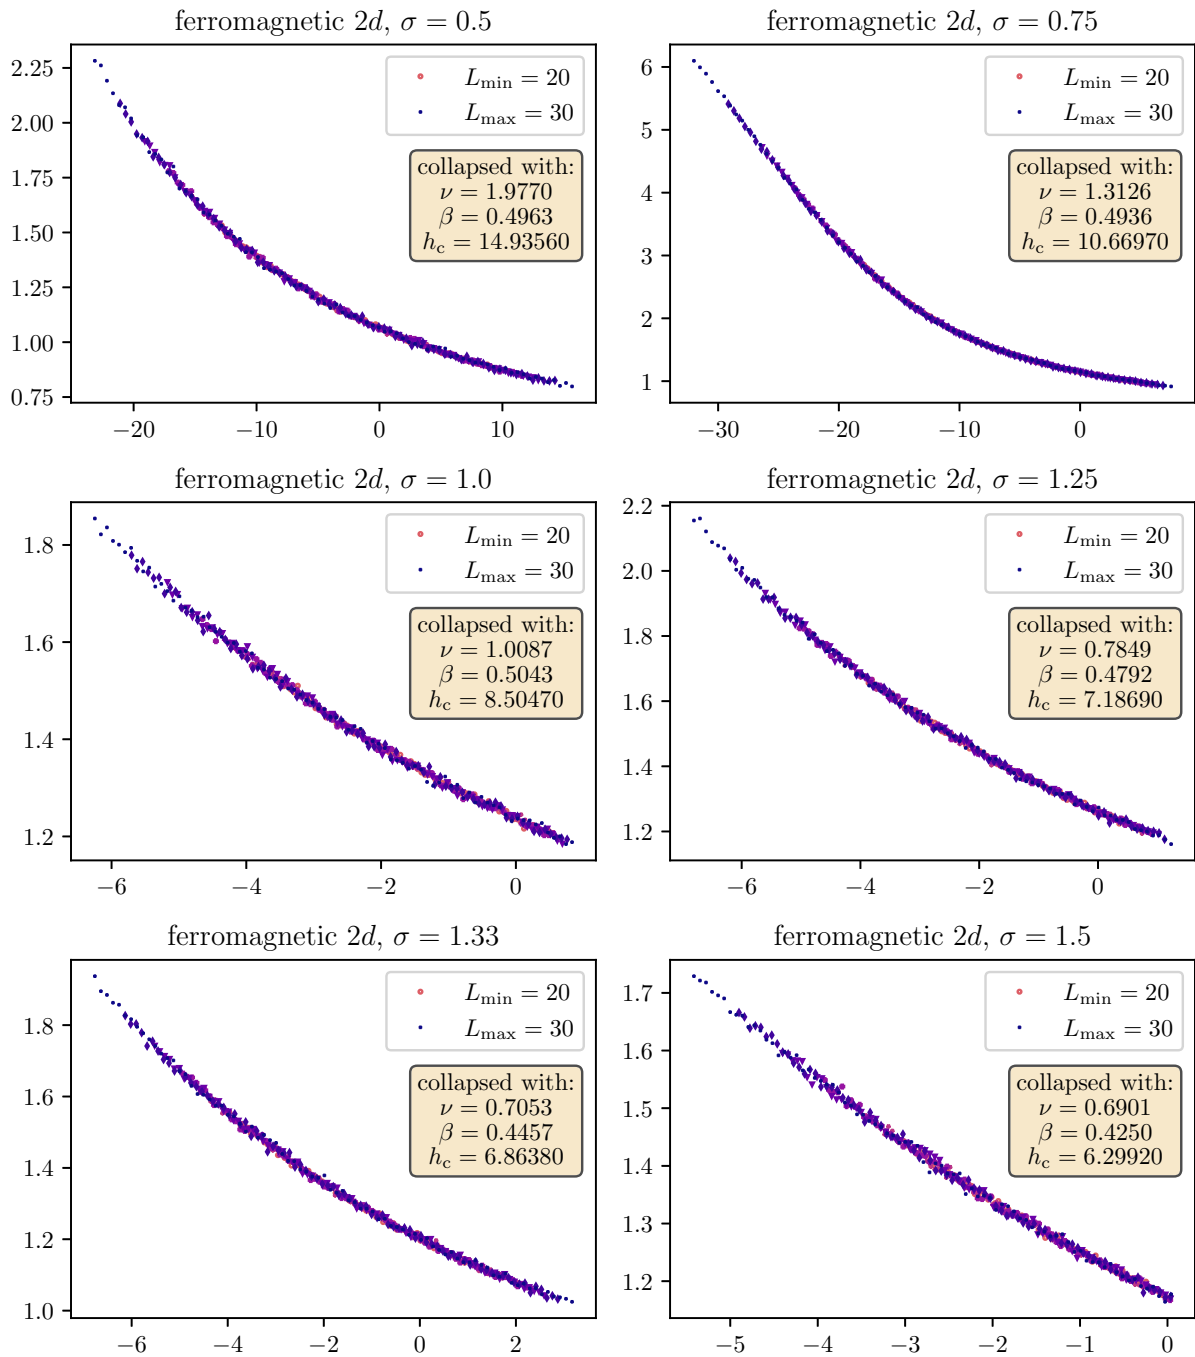 ferromagnetic 2d, σ = 0.5
2.25
2.00
1.75
1.50
1.25
1.00
0.75
L_min = 20
L_max = 30
collapsed with:
ν = 1.9770
β = 0.4963
h_c = 14.93560
−20 −10 0 10
ferromagnetic 2d, σ = 0.75
6
5
4
3
2
1
L_min = 20
L_max = 30
collapsed with:
ν = 1.3126
β = 0.4936
h_c = 10.66970
−30 −20 −10 0
ferromagnetic 2d, σ = 1.0
1.8
1.6
1.4
1.2
L_min = 20
L_max = 30
collapsed with:
ν = 1.0087
β = 0.5043
h_c = 8.50470
−6 −4 −2 0
ferromagnetic 2d, σ = 1.25
2.2
2.0
1.8
1.6
1.4
1.2
L_min = 20
L_max = 30
collapsed with:
ν = 0.7849
β = 0.4792
h_c = 7.18690
−6 −4 −2 0
ferromagnetic 2d, σ = 1.33
1.8
1.6
1.4
1.2
1.0
L_min = 20
L_max = 30
collapsed with:
ν = 0.7053
β = 0.4457
h_c = 6.86380
−6 −4 −2 0 2
ferromagnetic 2d, σ = 1.5
1.7
1.6
1.5
1.4
1.3
1.2
L_min = 20
L_max = 30
collapsed with:
ν = 0.6901
β = 0.4250
h_c = 6.29920
−5 −4 −3 −2 −1 0